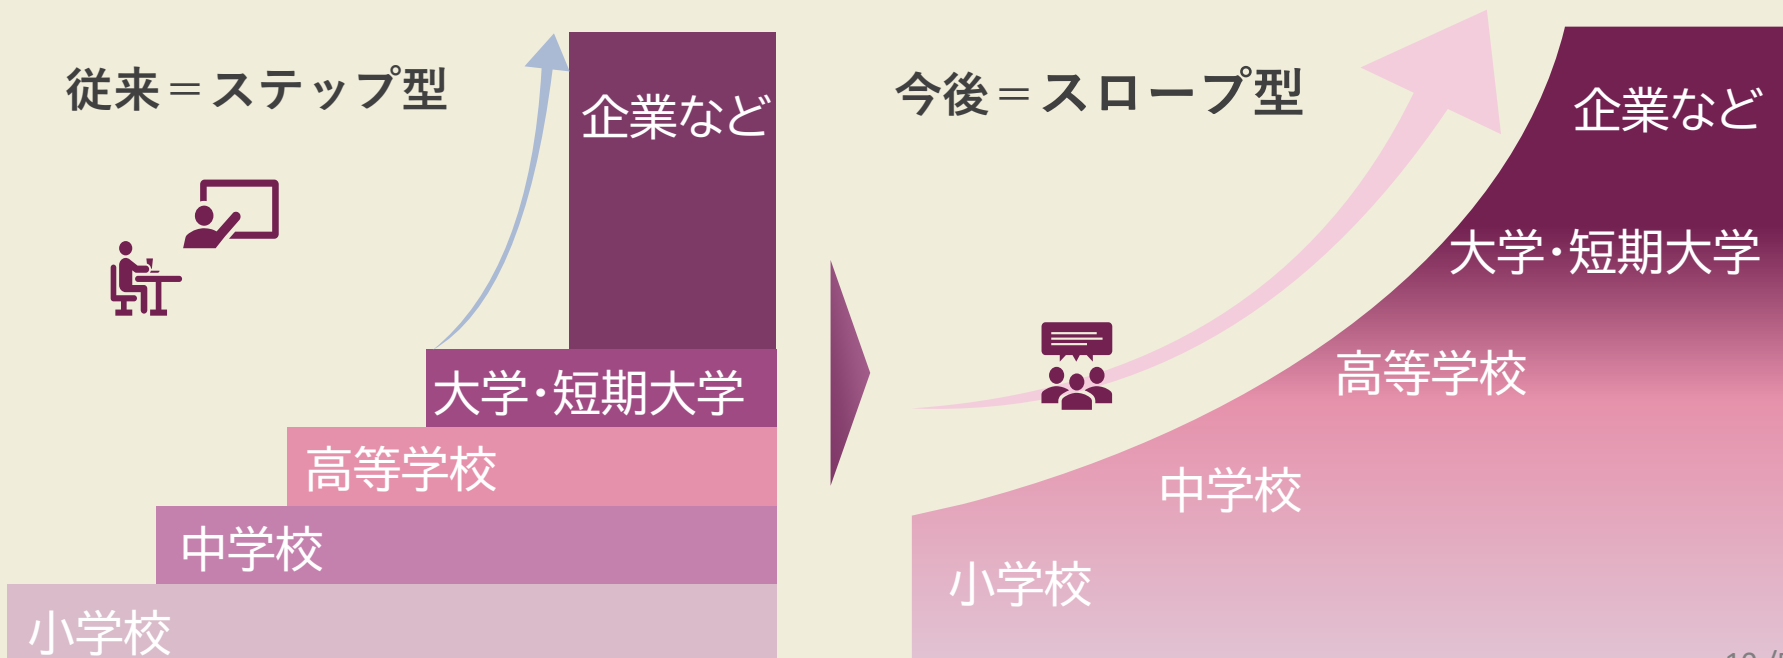 従来＝ステップ型
企業など
大学・短期大学
高等学校
中学校
小学校
今後＝スロープ型
企業など
大学・短期大学
高等学校
中学校
小学校